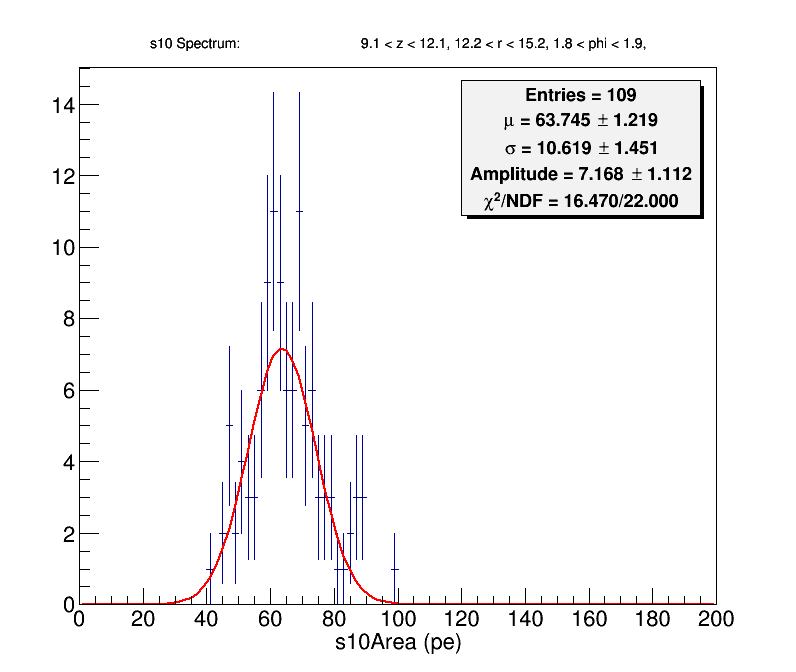 s10 Spectrum: 9.1 < z < 12.1, 12.2 < r < 15.2, 1.8 < phi < 1.9,
Entries = 109
μ = 63.745 ± 1.219
σ = 10.619 ± 1.451
Amplitude = 7.168 ± 1.112
χ²/NDF = 16.470/22.000
14
12
10
8
6
4
2
0
0 20 40 60 80 100 120 140 160 180 200
s10Area (pe)